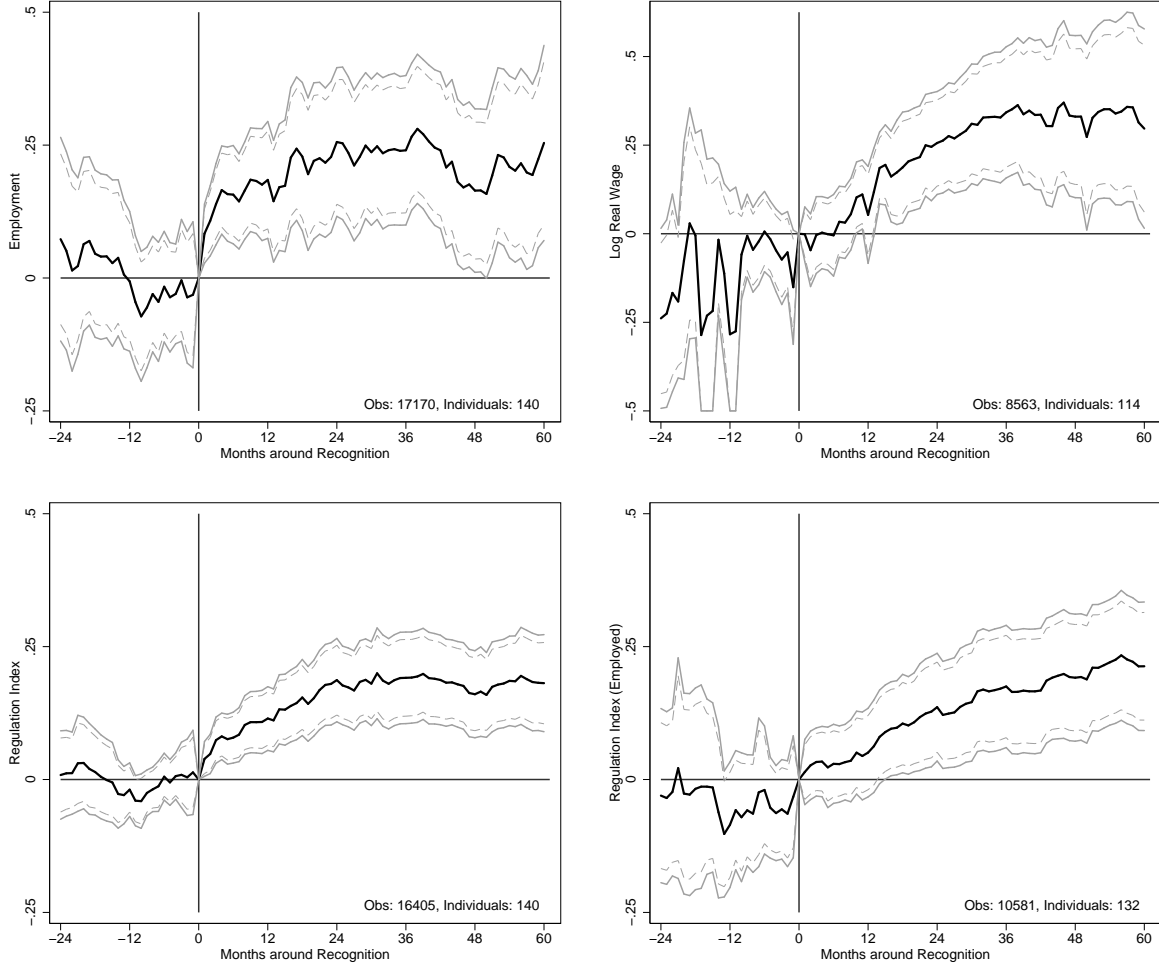 .5
.25
0
−.25
Employment
Obs: 17170, Individuals: 140
−24 −12 0 12 24 36 48 60
Months around Recognition
.5
.25
0
−.25
−.5
Log Real Wage
Obs: 8563, Individuals: 114
−24 −12 0 12 24 36 48 60
Months around Recognition
.5
.25
0
−.25
Regulation Index
Obs: 16405, Individuals: 140
−24 −12 0 12 24 36 48 60
Months around Recognition
.5
.25
0
−.25
Regulation Index (Employed)
Obs: 10581, Individuals: 132
−24 −12 0 12 24 36 48 60
Months around Recognition